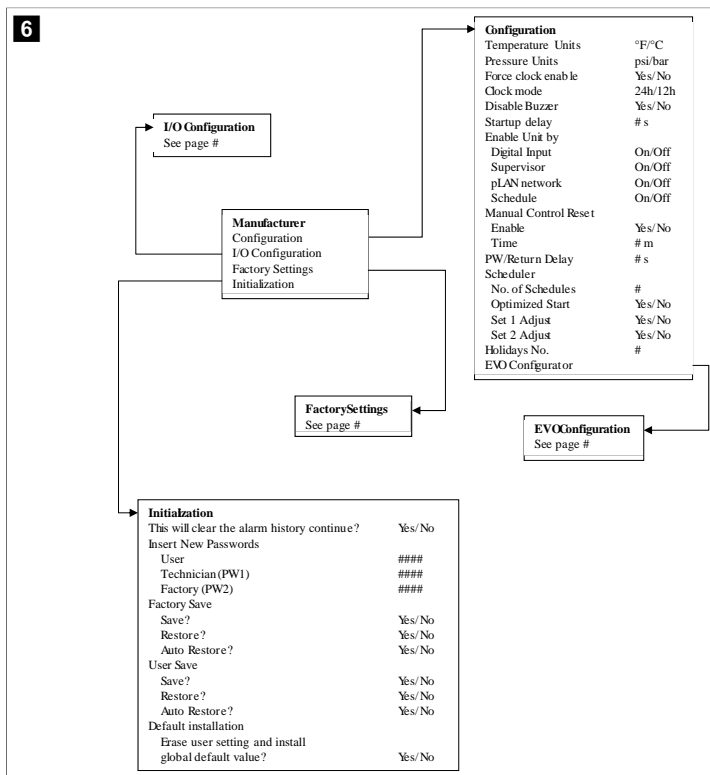 6
Configuration
Temperature Units °F/°C
Pressure Units psi/bar
Force clock enable Yes/No
Clock mode 24h/12h
Disable Buzzer Yes/No
Startup delay # s
Enable Unit by
Digital Input On/Off
Supervisor On/Off
pLAN network On/Off
Schedule On/Off
Manual Control Reset
Enable Yes/No
Time # m
PW/Return Delay # s
Scheduler
No. of Schedules #
Optimized Start Yes/No
Set 1 Adjust Yes/No
Set 2 Adjust Yes/No
Holidays No. #
EVO Configurator
I/O Configuration
See page #
Manufacturer
Configuration
I/O Configuration
Factory Settings
Initialization
FactorySettings
See page #
EVOConfiguration
See page #
Initialzation
This will clear the alarm history continue? Yes/No
Insert New Passwords
User ####
Technician (PW1) ####
Factory (PW2) ####
Factory Save
Save? Yes/No
Restore? Yes/No
Auto Restore? Yes/No
User Save
Save? Yes/No
Restore? Yes/No
Auto Restore? Yes/No
Default installation
Erase user setting and install
global default value? Yes/No